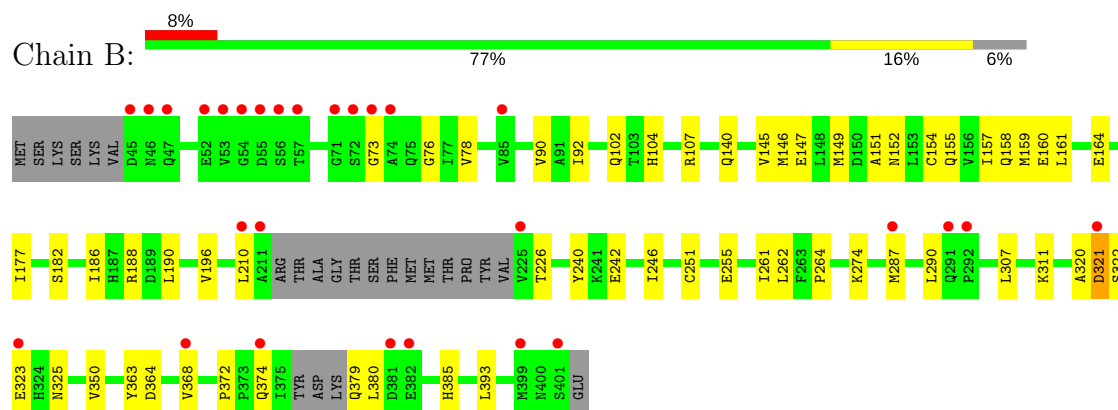 8%
Chain B:
77% 16% 6%
MET SER LYS SER LYS VAL D45 N46 Q47 E52 V53 G54 D55 S56 T57 G71 S72 G73 A74 Q75 G76 I77 V78 V85 V90 A91 I92 Q102 T103 H104 R107 Q140 V145 M146 E147 L148 M149 D150 A151 N152 L153 C154 Q155 V156 I157 Q158 M159 E160 L161 E164
I177 S182 I186 H187 R188 D189 L190 V196 L210 A211 ARG THR ALA GLY THR SER PHE MET MET THR PRO TYR VAL V225 T226 Y240 K241 E242 I246 C251 E255 I261 L262 F263 P264 K274 M287 L290 Q291 P292 L307 K311 A320 D321 S322
E323 H324 N325 V350 Y363 D364 V368 P372 P373 Q374 I375 TYR ASP LYS Q379 L380 D381 E382 H385 L393 M399 N400 S401 GLU